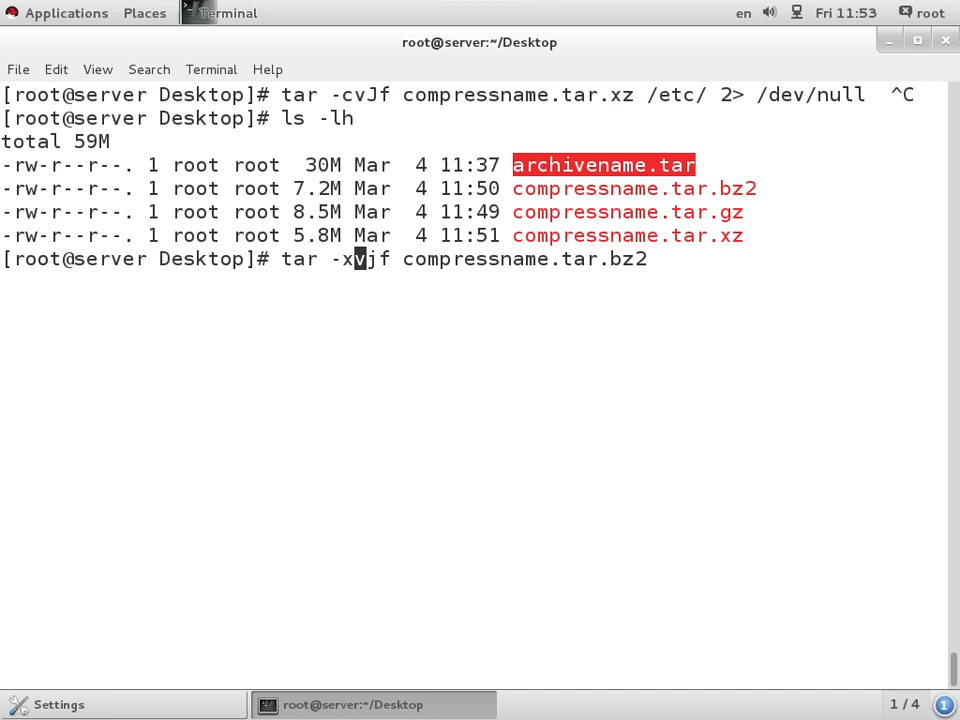 Applications Places Terminal en Fri 11:53 root
root@server:~/Desktop
File Edit View Search Terminal Help
[root@server Desktop]# tar -cvJf compressname.tar.xz /etc/ 2> /dev/null ^C
[root@server Desktop]# ls -lh
total 59M
-rw-r--r--. 1 root root 30M Mar 4 11:37 archivename.tar
-rw-r--r--. 1 root root 7.2M Mar 4 11:50 compressname.tar.bz2
-rw-r--r--. 1 root root 8.5M Mar 4 11:49 compressname.tar.gz
-rw-r--r--. 1 root root 5.8M Mar 4 11:51 compressname.tar.xz
[root@server Desktop]# tar -xvjf compressname.tar.bz2
Settings root@server:~/Desktop 1 / 4 1